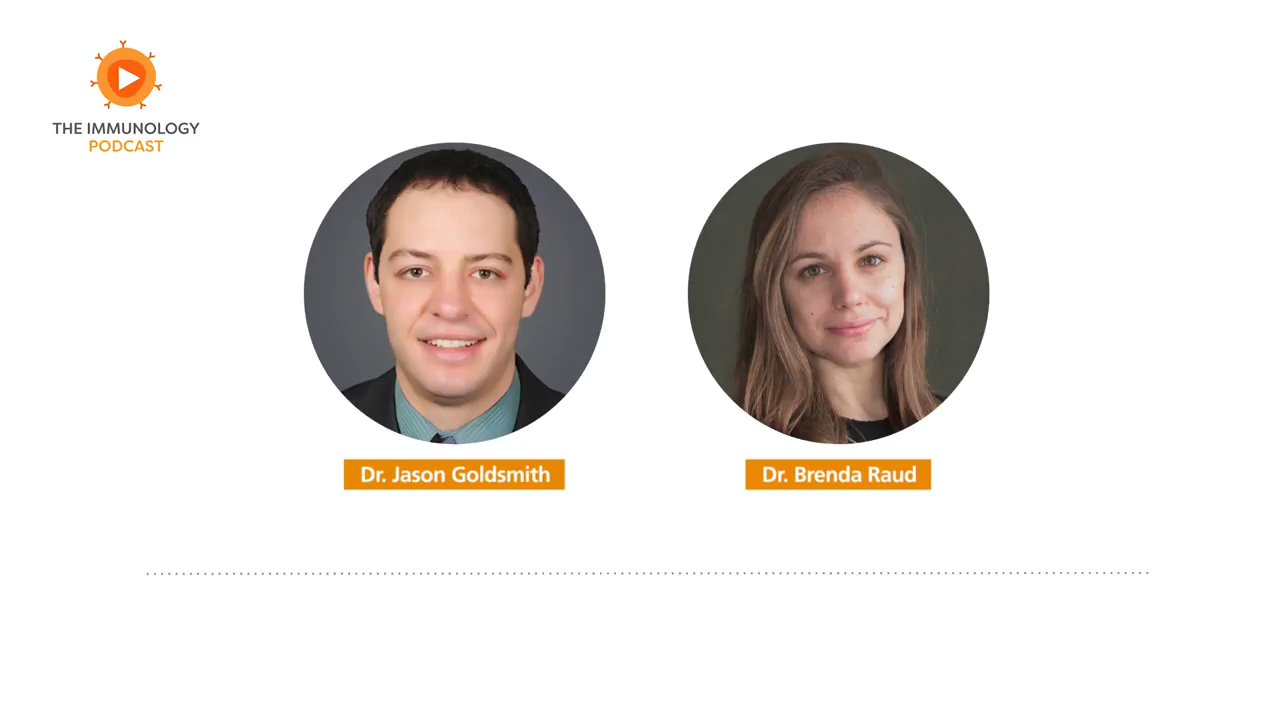 THE IMMUNOLOGY
PODCAST
Dr. Jason Goldsmith
Dr. Brenda Raud